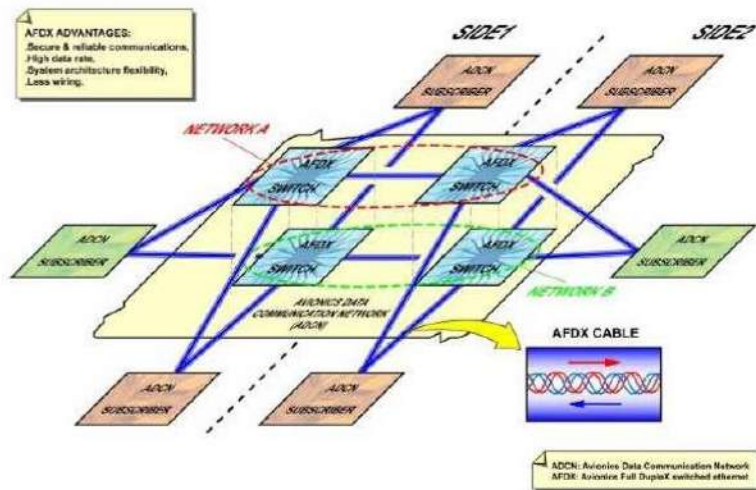 AFDX ADVANTAGES:
.Secure & reliable communications,
.High data rate,
.System architecture flexibility,
.Less wiring.
SIDE1
SIDE2
ADCN
SUBSCRIBER
ADCN
SUBSCRIBER
NETWORK A
AFDX
SWITCH
AFDX
SWITCH
ADCN
SUBSCRIBER
AFDX
SWITCH
AFDX
SWITCH
ADCN
SUBSCRIBER
NETWORK B
AVIONICS DATA
COMMUNICATION NETWORK
(ADCN)
AFDX CABLE
ADCN
SUBSCRIBER
ADCN
SUBSCRIBER
ADCN: Avionics Data Communication Network
AFDX: Avionics Full DupleX switched ethernet